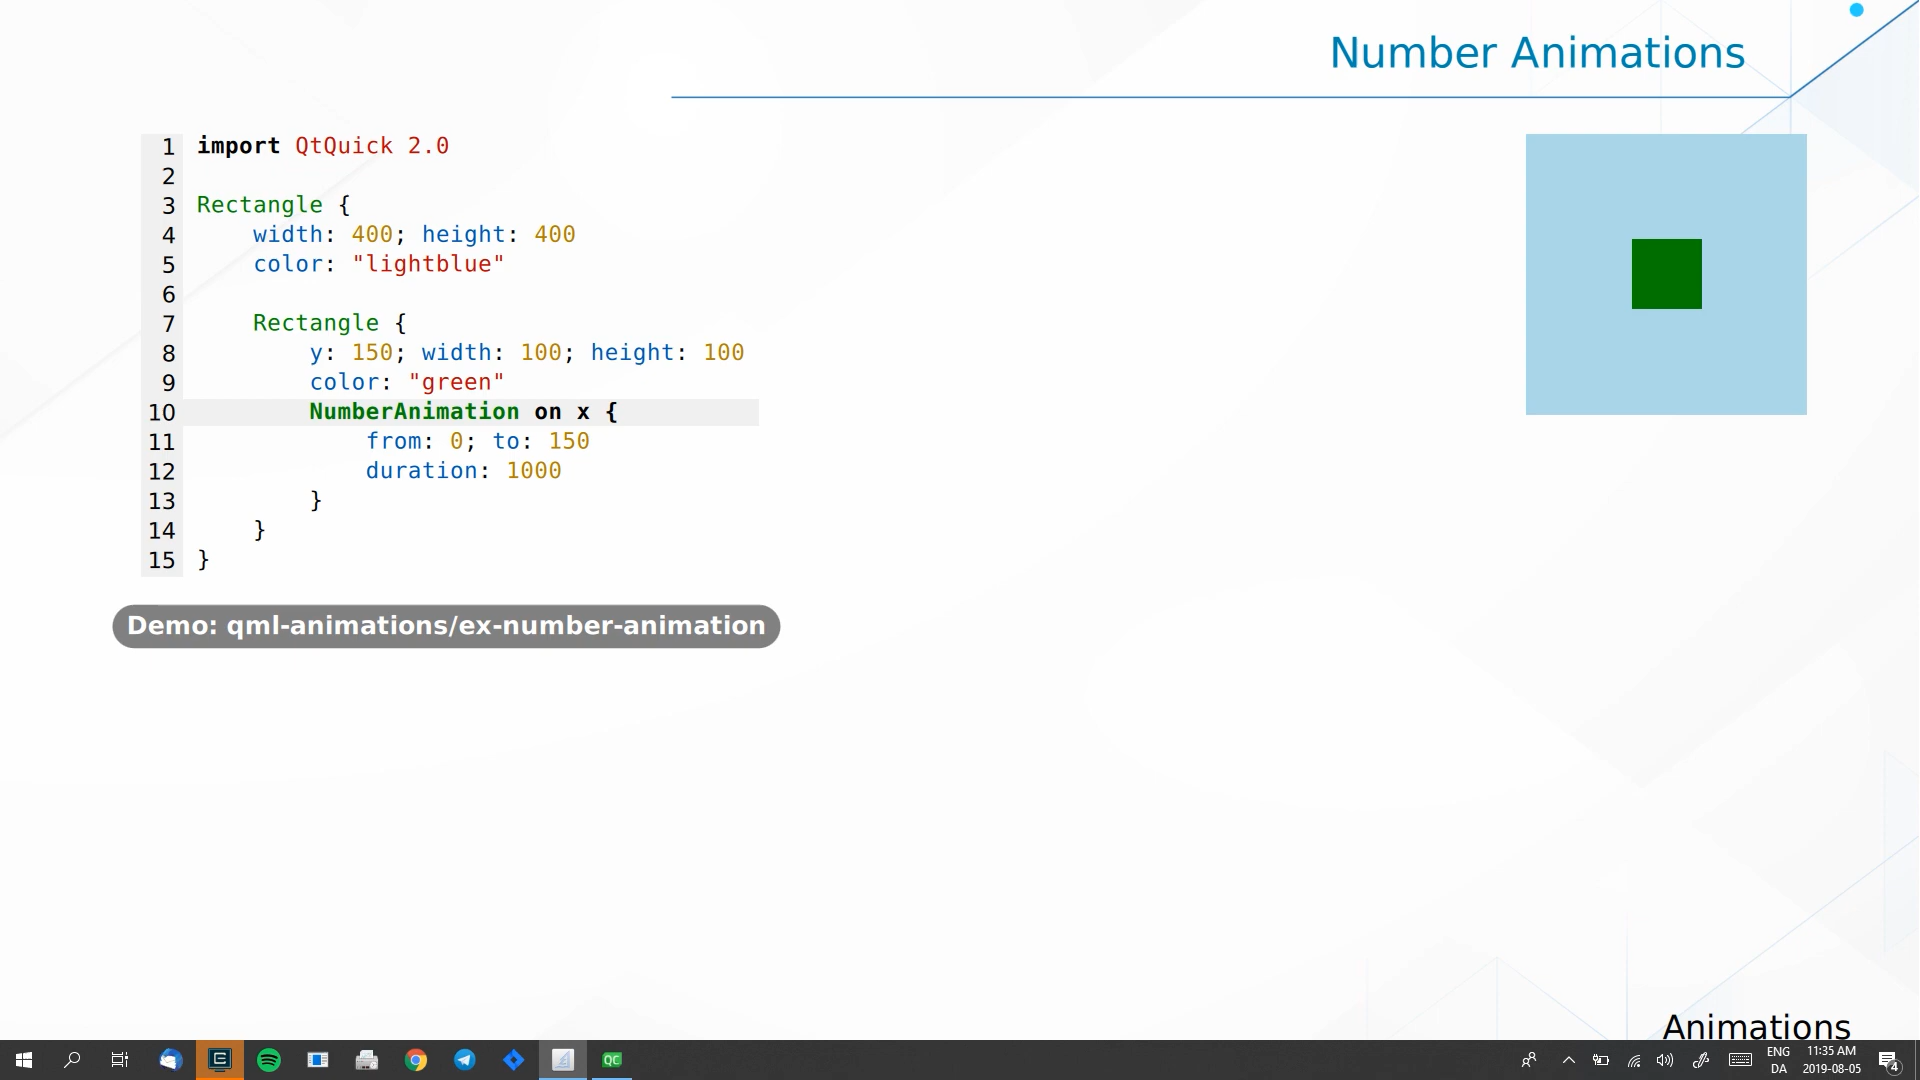 Number Animations
1 import QtQuick 2.0
2
3 Rectangle {
4     width: 400; height: 400
5     color: "lightblue"
6
7     Rectangle {
8         y: 150; width: 100; height: 100
9         color: "green"
10         NumberAnimation on x {
11             from: 0; to: 150
12             duration: 1000
13         }
14     }
15 }
Demo: qml-animations/ex-number-animation
Animations
QC
ENG
DA
11:35 AM
2019-08-05
4